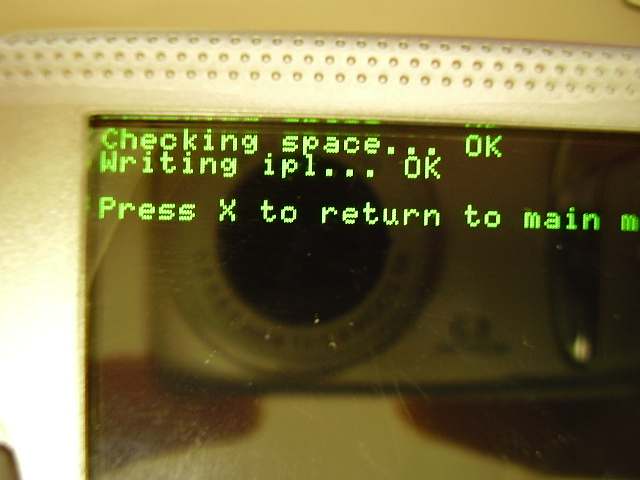 Checking space... OK
Writing ipl... OK
Press X to return to main m